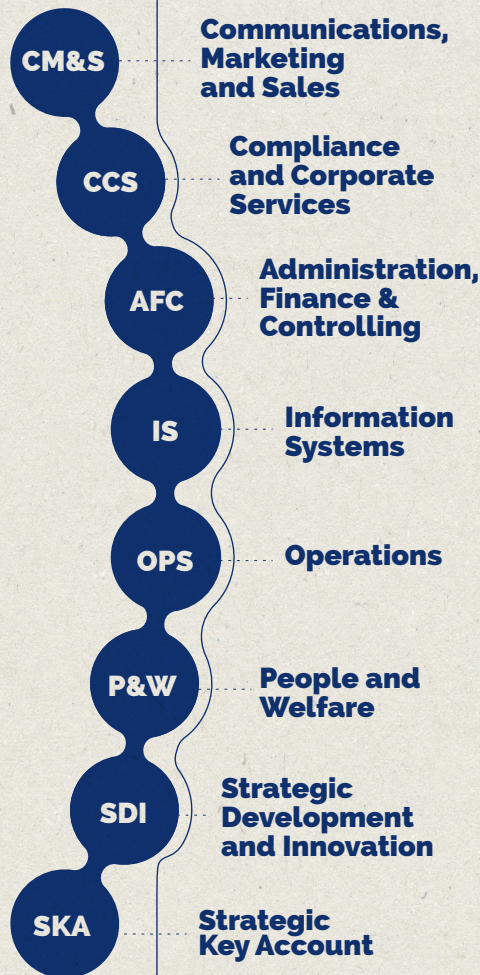 CM&S
Communications,
Marketing
and Sales
CCS
Compliance
and Corporate
Services
AFC
Administration,
Finance &
Controlling
IS
Information
Systems
OPS
Operations
P&W
People and
Welfare
SDI
Strategic
Development
and Innovation
SKA
Strategic
Key Account